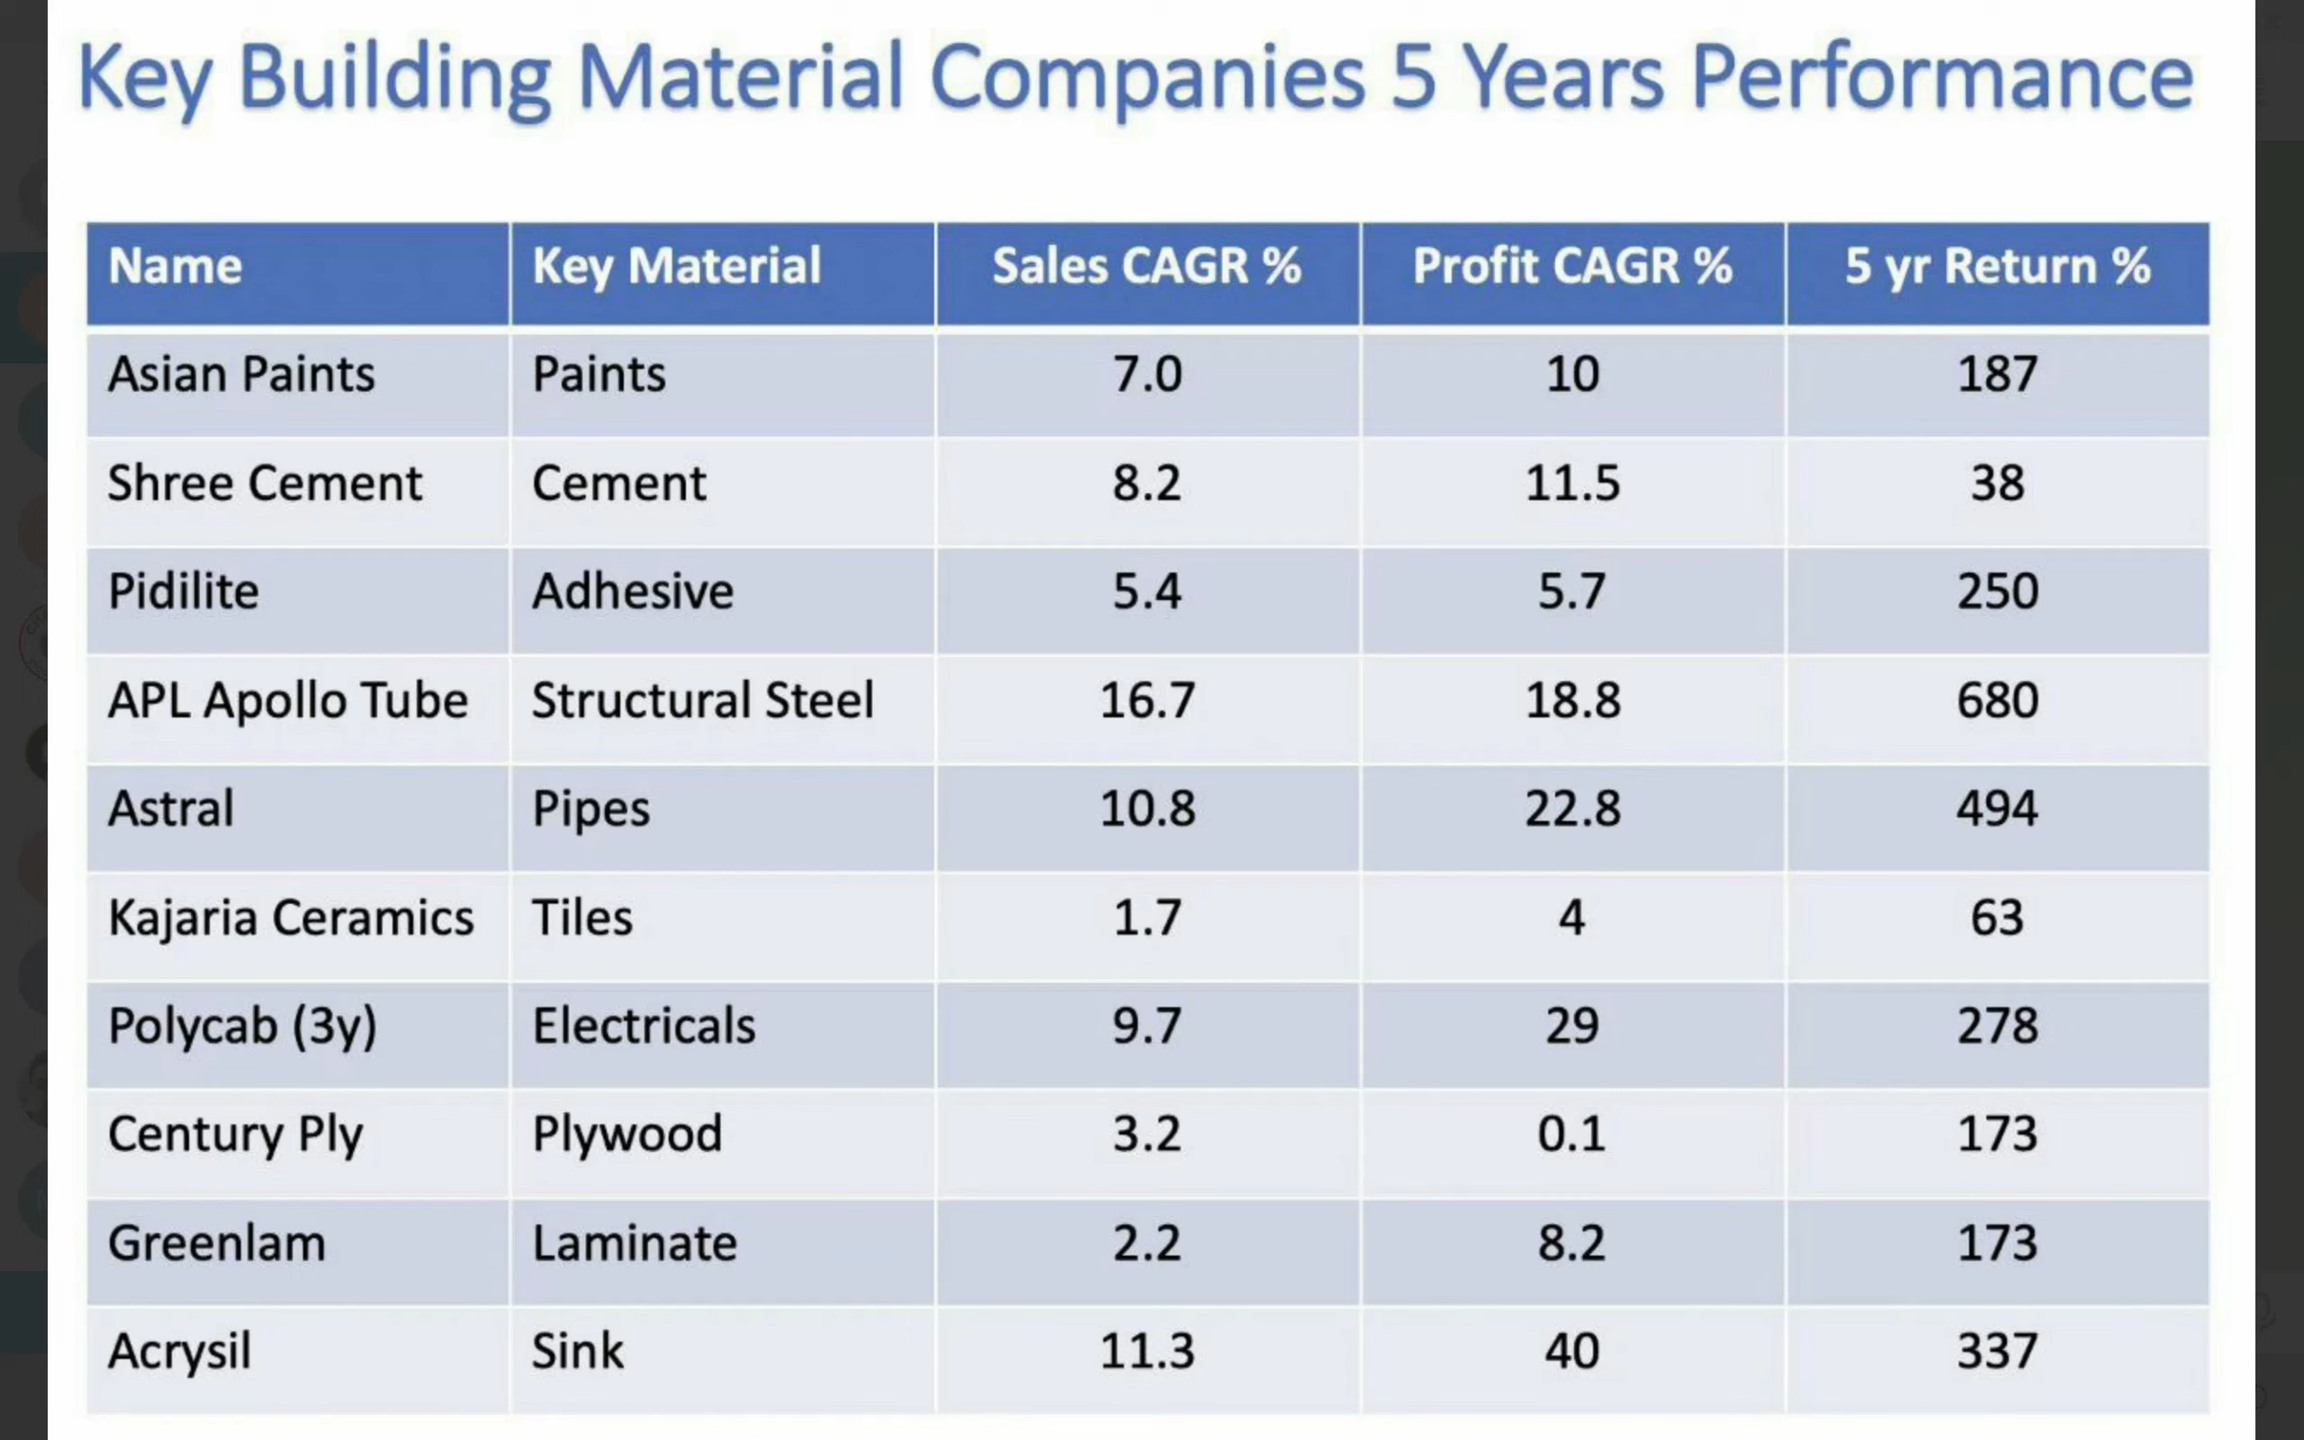 Key Building Material Companies 5 Years Performance
Name Key Material Sales CAGR % Profit CAGR % 5 yr Return %
Asian Paints Paints 7.0 10 187
Shree Cement Cement 8.2 11.5 38
Pidilite Adhesive 5.4 5.7 250
APL Apollo Tube Structural Steel 16.7 18.8 680
Astral Pipes 10.8 22.8 494
Kajaria Ceramics Tiles 1.7 4 63
Polycab (3y) Electricals 9.7 29 278
Century Ply Plywood 3.2 0.1 173
Greenlam Laminate 2.2 8.2 173
Acrysil Sink 11.3 40 337